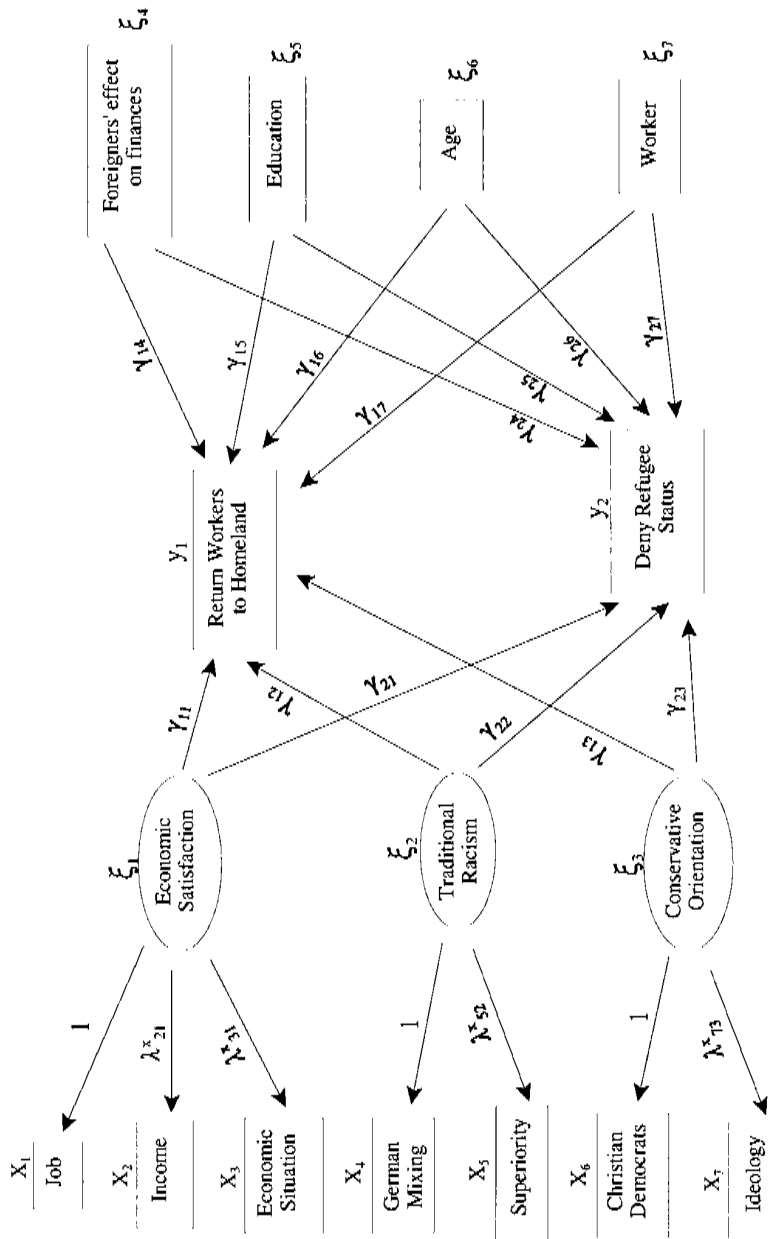 X₁
Job
X₂
Income
X₃
Economic
Situation
X₄
German
Mixing
X₅
Superiority
X₆
Christian
Democrats
X₇
Ideology
1
λˣ₂₁
λˣ₃₁
1
λˣ₅₂
1
λˣ₇₃
ξ₁
Economic
Satisfaction
ξ₂
Traditional
Racism
ξ₃
Conservative
Orientation
γ₁₁
γ₁₂
γ₂₁
γ₂₂
γ₁₃
γ₂₃
y₁
Return Workers
to Homeland
y₂
Deny Refugee
Status
γ₁₄
γ₁₅
γ₁₆
γ₁₇
γ₂₄
γ₂₅
γ₂₆
γ₂₇
Foreigners' effect
on finances
ξ₄
Education
ξ₅
Age
ξ₆
Worker
ξ₇